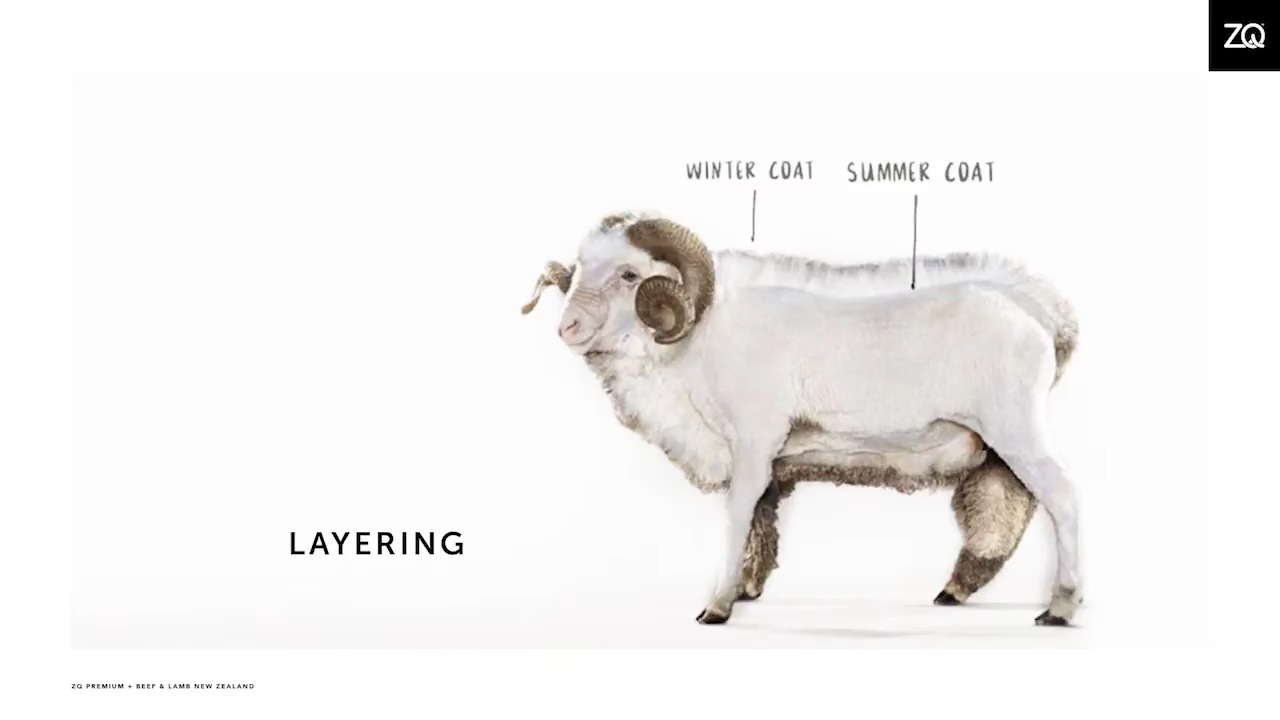 ZQ
WINTER COAT SUMMER COAT
LAYERING
ZQ PREMIUM + BEEF & LAMB NEW ZEALAND